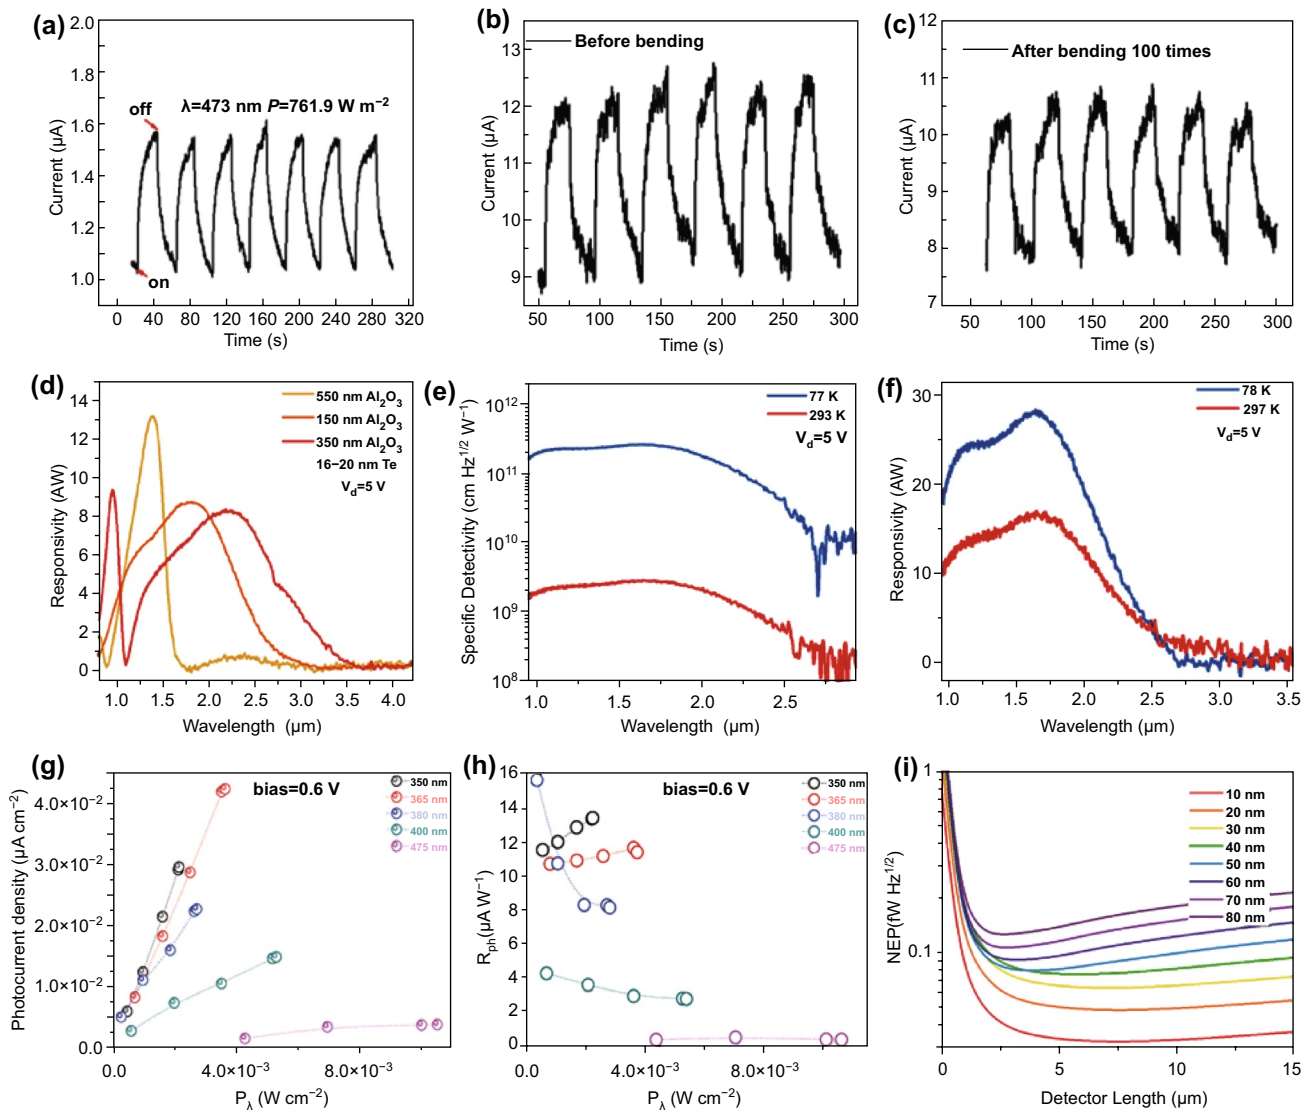 (a)
2.0
1.8
1.6
1.4
1.2
1.0
Current (µA)
off
λ=473 nm P=761.9 W m⁻²
on
0 40 80 120 160 200 240 280 320
Time (s)
(b)
Before bending
13
12
11
10
9
Current (µA)
50 100 150 200 250 300
Time (s)
(c)
After bending 100 times
12
11
10
9
8
7
Current (µA)
50 100 150 200 250 300
Time (s)
(d)
14
12
10
8
6
4
2
0
Responsivity (AW)
550 nm Al₂O₃
150 nm Al₂O₃
350 nm Al₂O₃
16−20 nm Te
V_d=5 V
1.0 1.5 2.0 2.5 3.0 3.5 4.0
Wavelength (µm)
(e)
10¹²
10¹¹
10¹⁰
10⁹
10⁸
Specific Detectivity (cm Hz^1/2 W⁻¹)
77 K
293 K
V_d=5 V
1.0 1.5 2.0 2.5
Wavelength (µm)
(f)
30
25
20
15
10
0
Responsivity (AW)
78 K
297 K
V_d=5 V
1.0 1.5 2.0 2.5 3.0 3.5
Wavelength (µm)
(g)
bias=0.6 V
4.0×10⁻²
3.0×10⁻²
2.0×10⁻²
1.0×10⁻²
0.0
Photocurrent density (µA cm⁻²)
350 nm
365 nm
380 nm
400 nm
475 nm
0.0 4.0×10⁻³ 8.0×10⁻³
P_λ (W cm⁻²)
(h)
bias=0.6 V
16
14
12
10
8
6
4
2
0
R_ph(µA W⁻¹)
350 nm
365 nm
380 nm
400 nm
475 nm
0.0 4.0×10⁻³ 8.0×10⁻³
P_λ (W cm⁻²)
(i)
1
0.1
NEP(fW Hz^1/2)
10 nm
20 nm
30 nm
40 nm
50 nm
60 nm
70 nm
80 nm
0 5 10 15
Detector Length (µm)